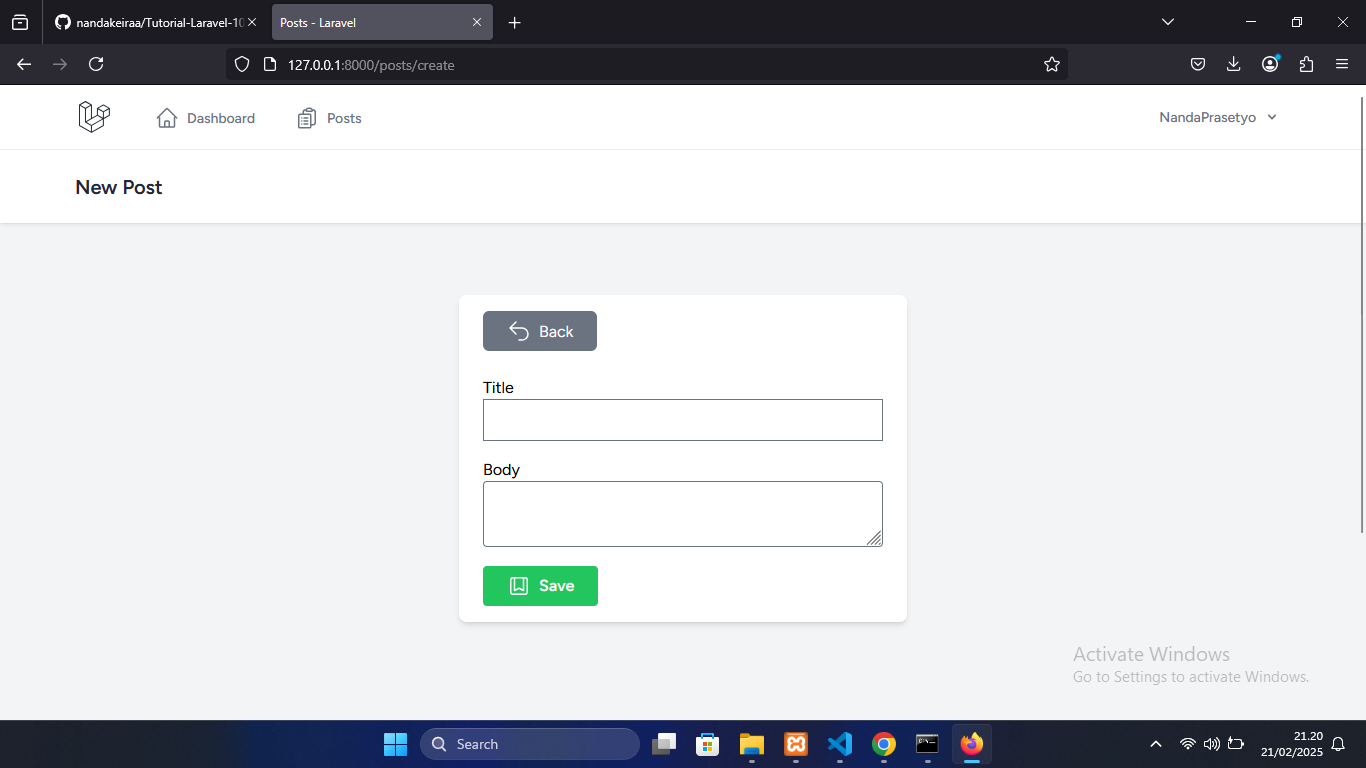 nandakeiraa/Tutorial-Laravel-10
Posts - Laravel
127.0.0.1:8000/posts/create
Dashboard
Posts
NandaPrasetyo
New Post
Back
Title
Body
Save
Activate Windows
Go to Settings to activate Windows.
Search
21.20
21/02/2025